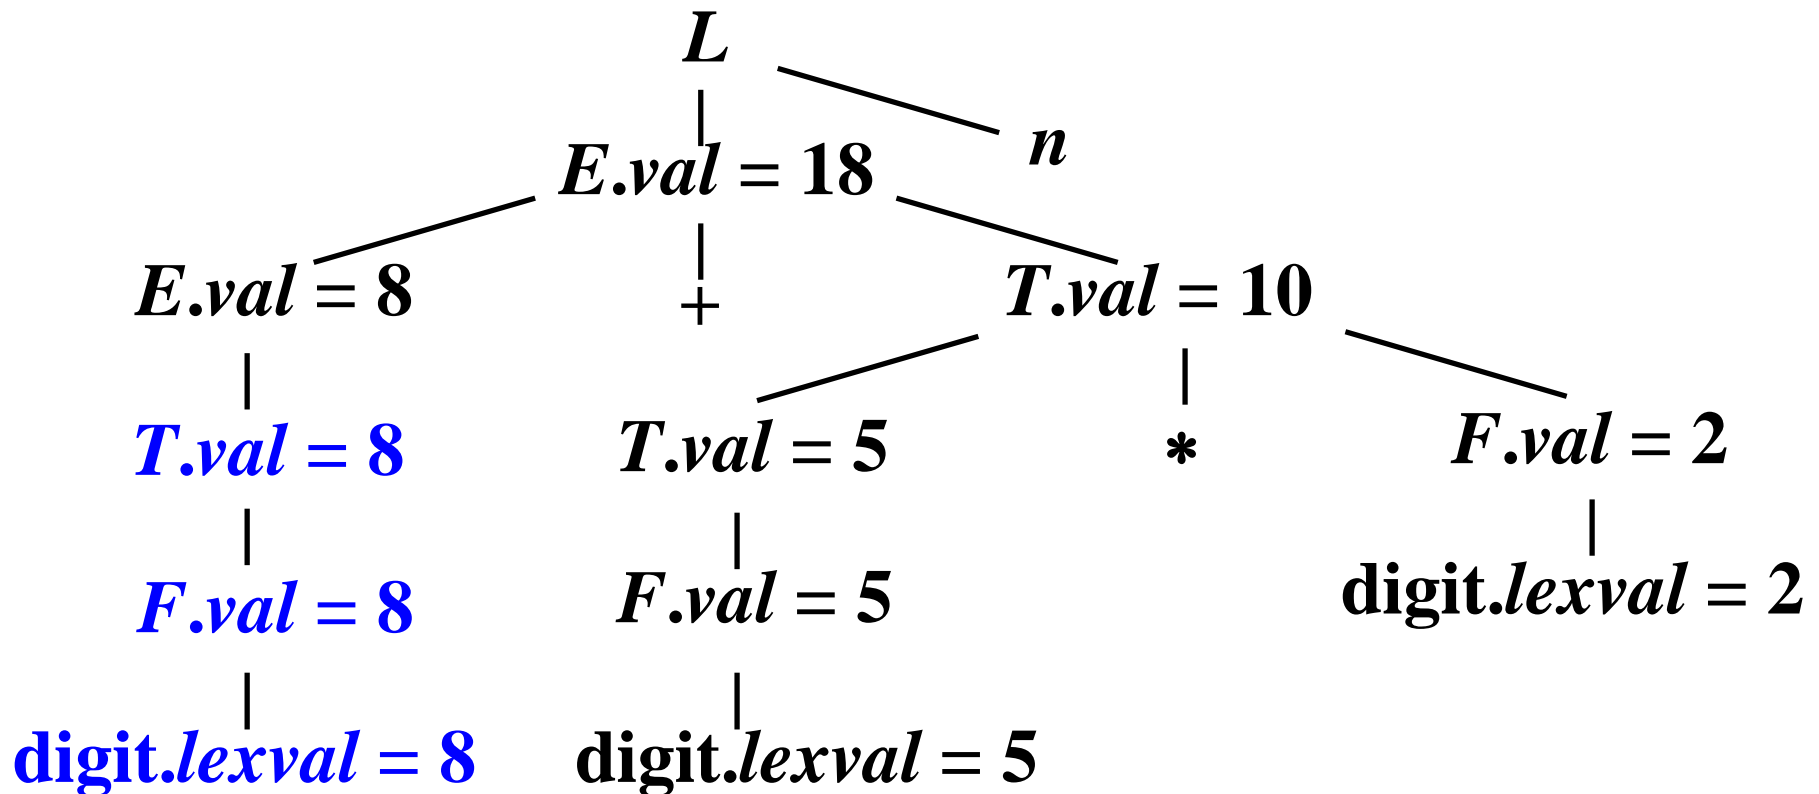 L
n
E.val = 18
E.val = 8 + T.val = 10
T.val = 8 T.val = 5 * F.val = 2
F.val = 8 F.val = 5 digit.lexval = 2
digit.lexval = 8 digit.lexval = 5